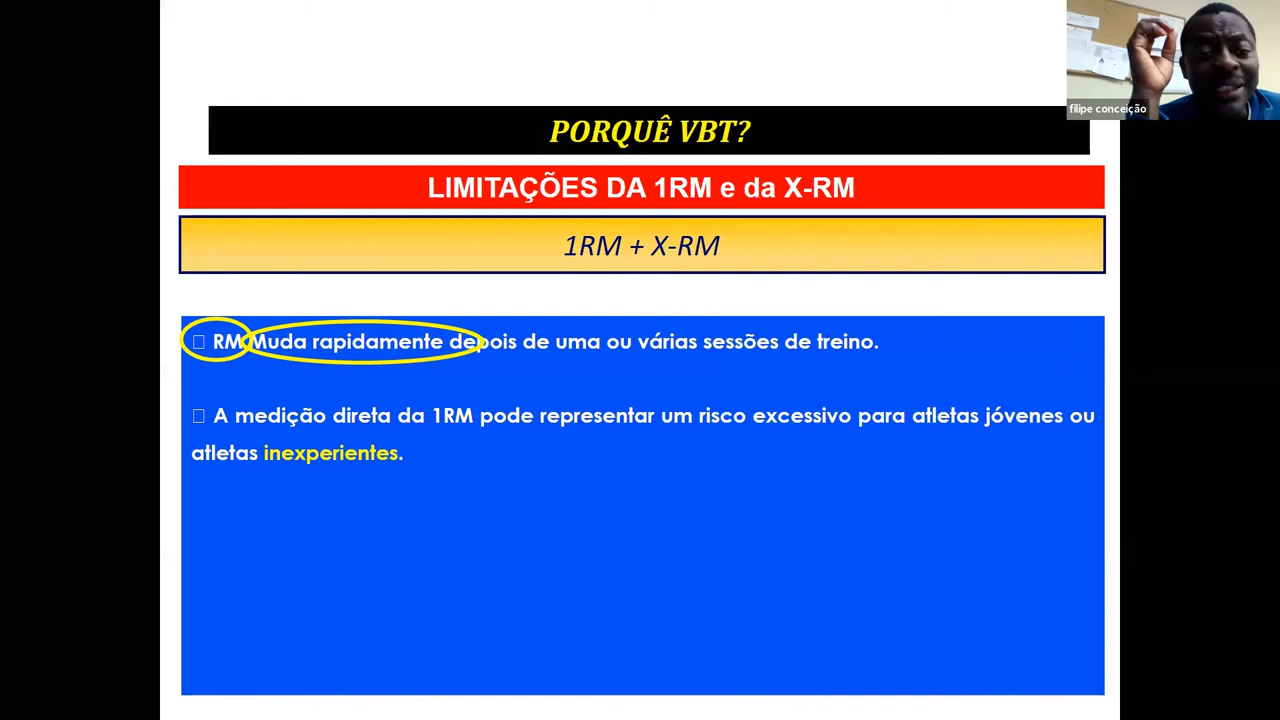 filipe conceição
PORQUÊ VBT?
LIMITAÇÕES DA 1RM e da X-RM
1RM + X-RM
RM Muda rapidamente depois de uma ou várias sessões de treino.
A medição direta da 1RM pode representar um risco excessivo para atletas jóvenes ou
atletas inexperientes.